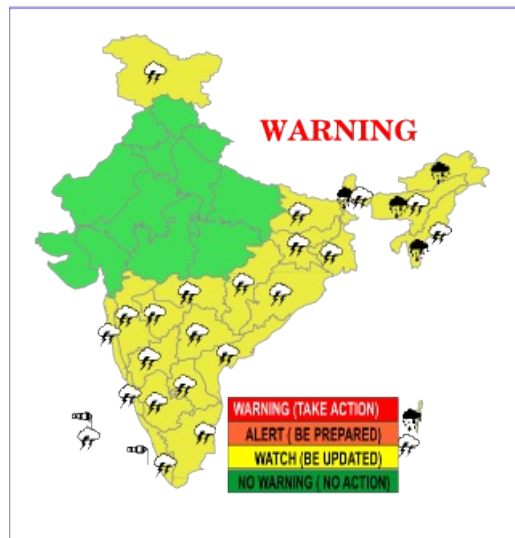 WARNING
WARNING (TAKE ACTION)
ALERT ( BE PREPARED)
WATCH (BE UPDATED)
NO WARNING ( NO ACTION)